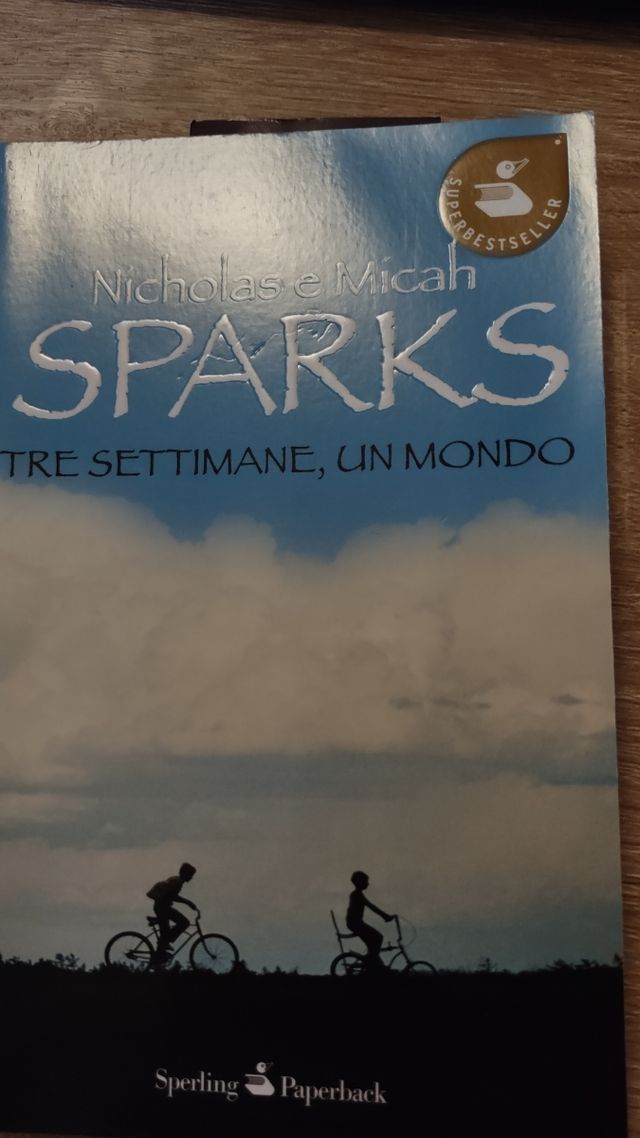 SUPERBESTSELLER
Nicholas e Micah
SPARKS
TRE SETTIMANE, UN MONDO
Sperling Paperback